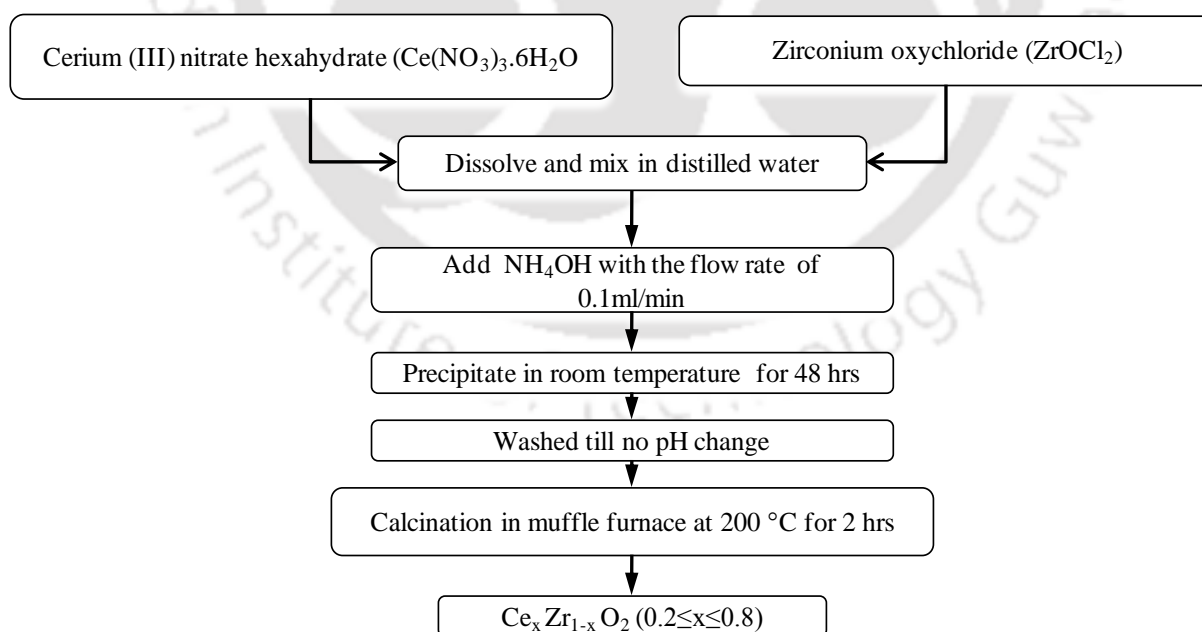 Cerium (III) nitrate hexahydrate (Ce(NO₃)₃.6H₂O
Zirconium oxychloride (ZrOCl₂)
Dissolve and mix in distilled water
Add NH₄OH with the flow rate of
0.1ml/min
Precipitate in room temperature for 48 hrs
Washed till no pH change
Calcination in muffle furnace at 200 °C for 2 hrs
CeₓZr₁₋ₓO₂ (0.2≤x≤0.8)